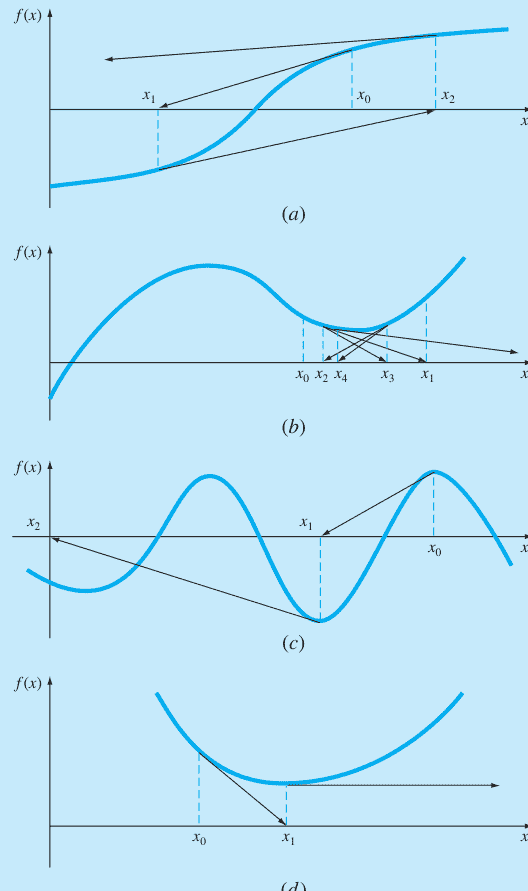 f(x)
x₁ x₀ x₂
x
(a)
f(x)
x₀ x₂ x₄ x₃ x₁ x
(b)
f(x)
x₂ x₁
x₀ x
(c)
f(x)
x₀ x₁ x
(d)